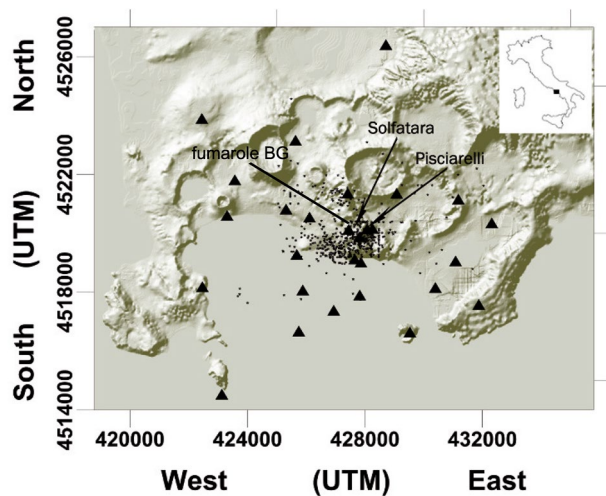 North
(UTM)
South
4526000
4522000
4518000
4514000
Solfatara
fumarole BG
Pisciarelli
420000 424000 428000 432000
West (UTM) East